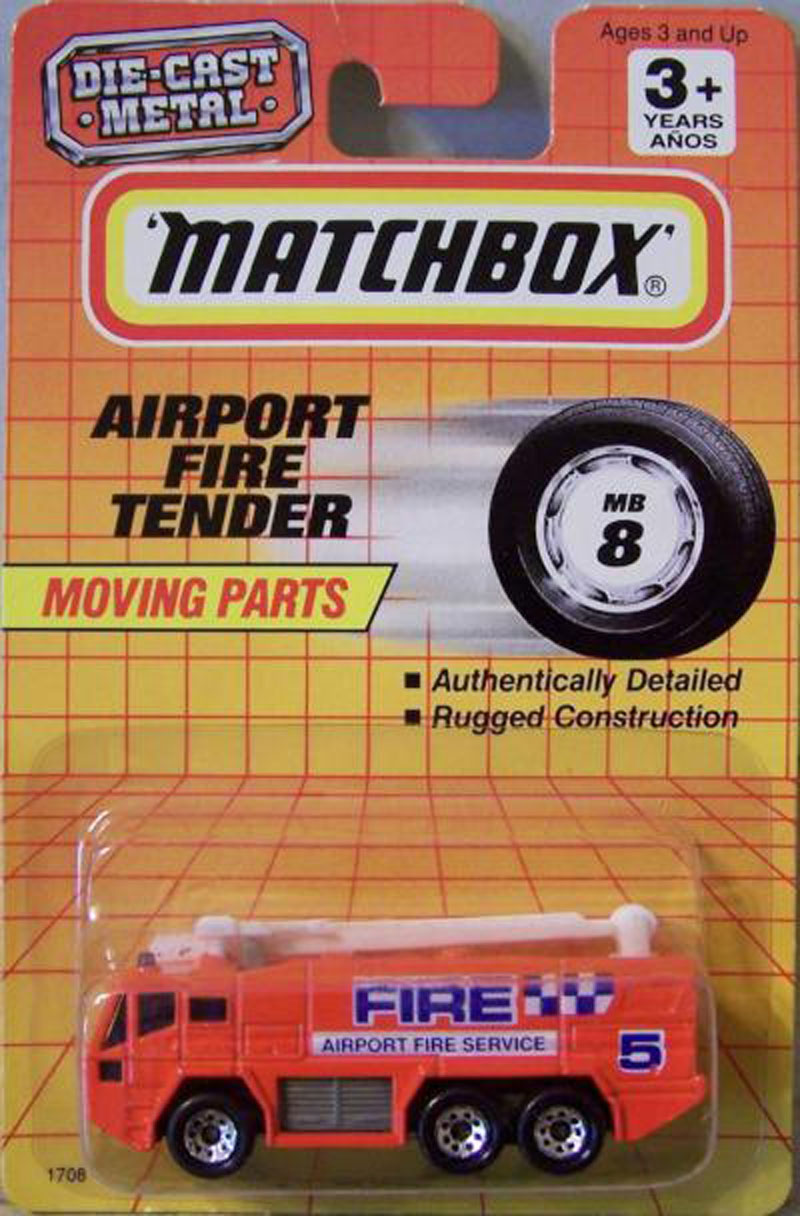 Ages 3 and Up
DIE-CAST
•METAL•
3+
YEARS
AÑOS
'MATCHBOX'®
AIRPORT
FIRE
TENDER
MB
8
MOVING PARTS
■ Authentically Detailed
■ Rugged Construction
FIRE
AIRPORT FIRE SERVICE
5
1708